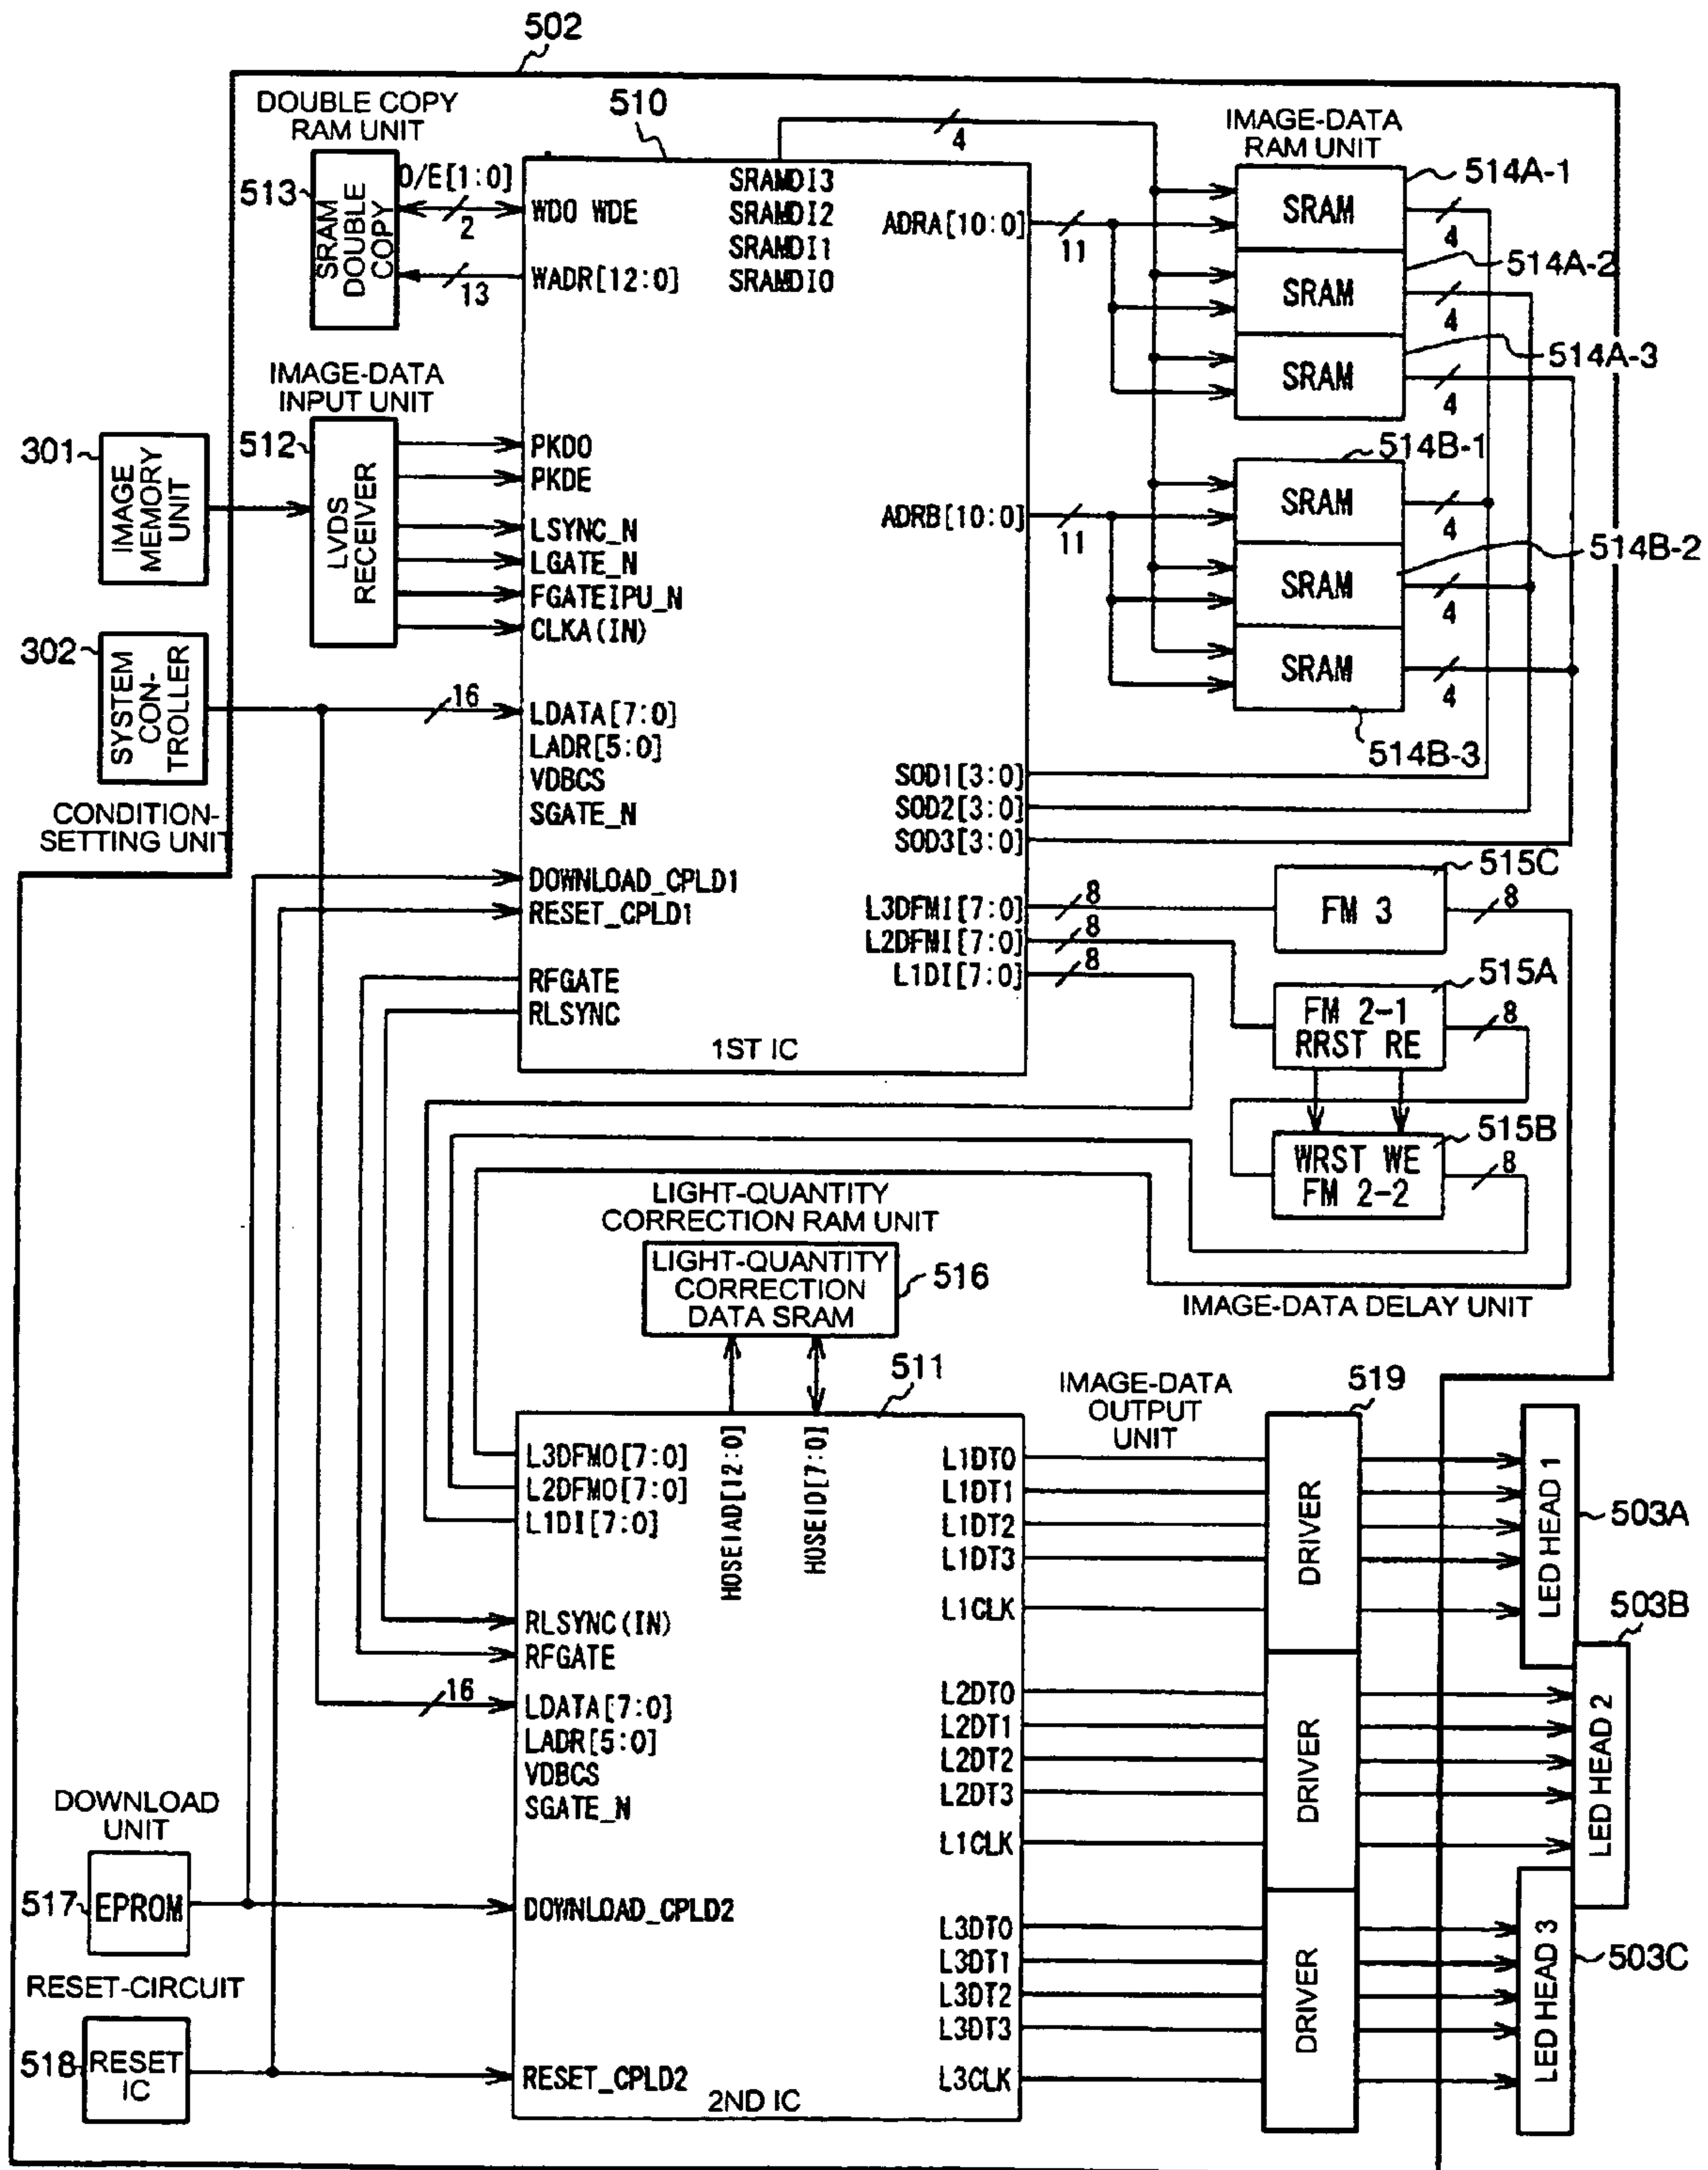 502
DOUBLE COPY
RAM UNIT
513
SRAM
DOUBLE
COPY
O/E[1:0]
2
13
510
4
WDO WDE
WADR[12:0]
SRAMDI3
SRAMDI2
SRAMDI1
SRAMDI0
ADRA[10:0]
11
IMAGE-DATA
RAM UNIT
514A-1
SRAM
4
514A-2
SRAM
4
514A-3
SRAM
4
IMAGE-DATA
INPUT UNIT
301
IMAGE
MEMORY
UNIT
512
LVDS
RECEIVER
PKDO
PKDE
LSYNC_N
LGATE_N
FGATEIPU_N
CLKA(IN)
ADRB[10:0]
11
514B-1
SRAM
4
514B-2
SRAM
4
SRAM
4
514B-3
302
SYSTEM
CON-
TROLLER
CONDITION-
SETTING UNIT
16
LDATA[7:0]
LADR[5:0]
VDBCS
SGATE_N
SOD1[3:0]
SOD2[3:0]
SOD3[3:0]
DOWNLOAD_CPLD1
RESET_CPLD1
RFGATE
RLSYNC
L3DFMI[7:0]
8
L2DFMI[7:0]
8
L1DI[7:0]
8
1ST IC
515C
FM 3
8
515A
FM 2-1
RRST RE
8
515B
WRST WE
FM 2-2
8
IMAGE-DATA DELAY UNIT
LIGHT-QUANTITY
CORRECTION RAM UNIT
LIGHT-QUANTITY
CORRECTION
DATA SRAM
516
511
HOSEIAD[12:0]
HOSEID[7:0]
L3DFMO[7:0]
L2DFMO[7:0]
L1DI[7:0]
RLSYNC(IN)
RFGATE
16
LDATA[7:0]
LADR[5:0]
VDBCS
SGATE_N
DOWNLOAD_CPLD2
RESET_CPLD2
2ND IC
IMAGE-DATA
OUTPUT
UNIT
519
L1DT0
L1DT1
L1DT2
L1DT3
L1CLK
L2DT0
L2DT1
L2DT2
L2DT3
L1CLK
L3DT0
L3DT1
L3DT2
L3DT3
L3CLK
DRIVER
DRIVER
DRIVER
LED HEAD 1
503A
503B
LED HEAD 2
LED HEAD 3
503C
DOWNLOAD
UNIT
517
EPROM
RESET-CIRCUIT
518
RESET
IC